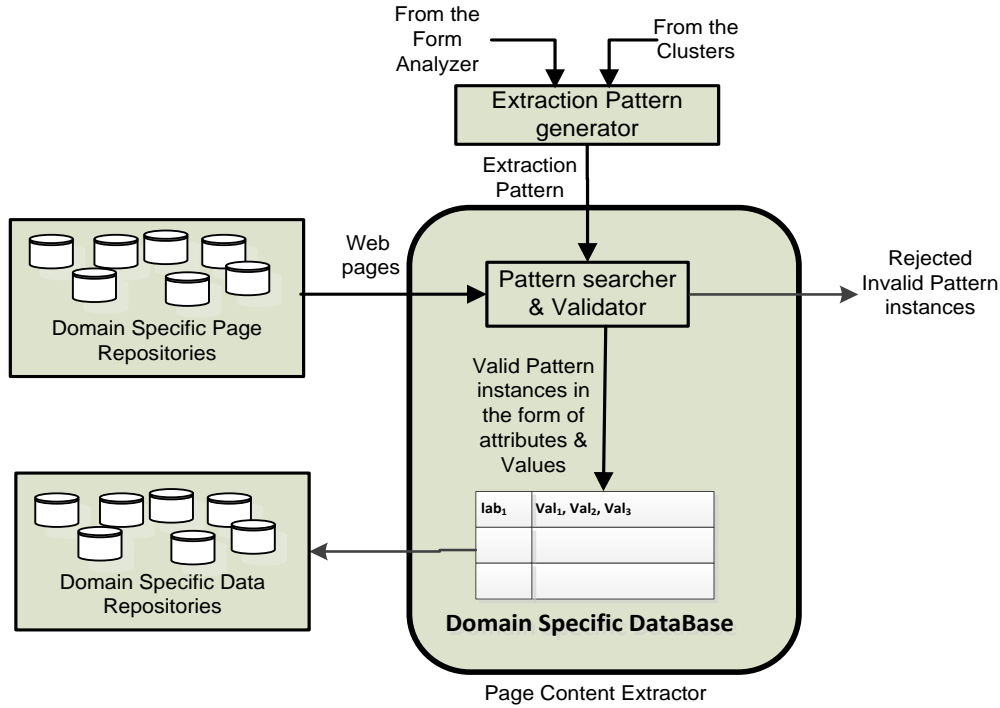 From the
Form
Analyzer
From the
Clusters
Extraction Pattern
generator
Extraction
Pattern
Web
pages
Domain Specific Page
Repositories
Pattern searcher
& Validator
Rejected
Invalid Pattern
instances
Valid Pattern
instances in
the form of
attributes &
Values
lab₁ Val₁, Val₂, Val₃
Domain Specific Data
Repositories
Domain Specific DataBase
Page Content Extractor